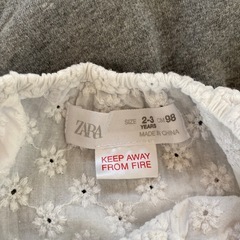 ZARA
SIZE 2-3 CM 98
YEARS
MADE IN CHINA
KEEP AWAY
FROM FIRE